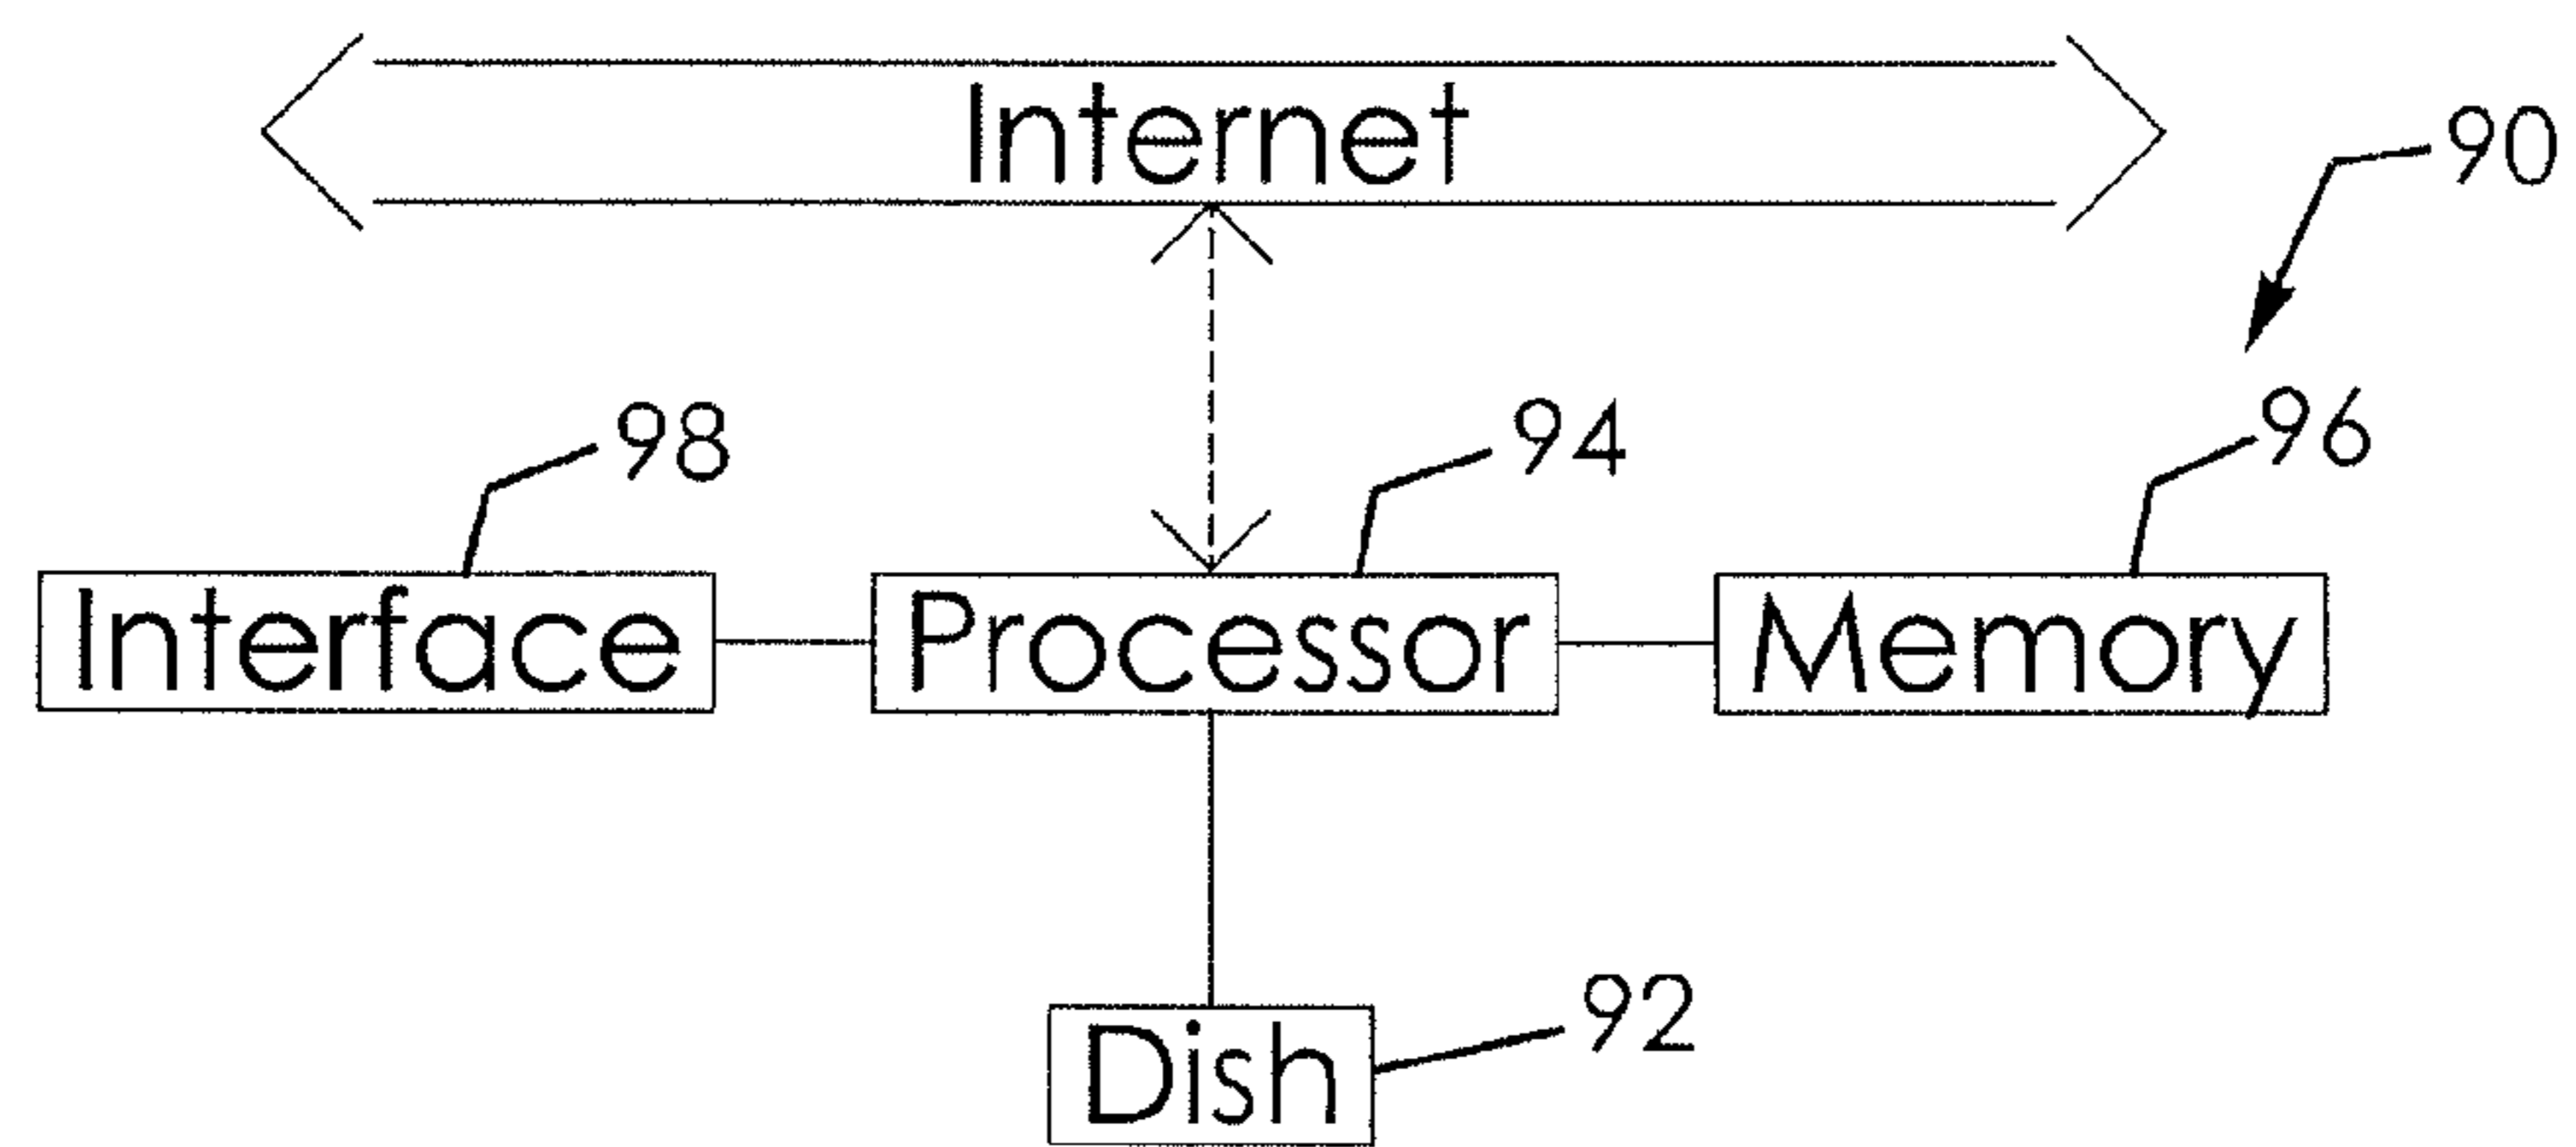 Internet
90
98
94
96
Interface
Processor
Memory
92
Dish